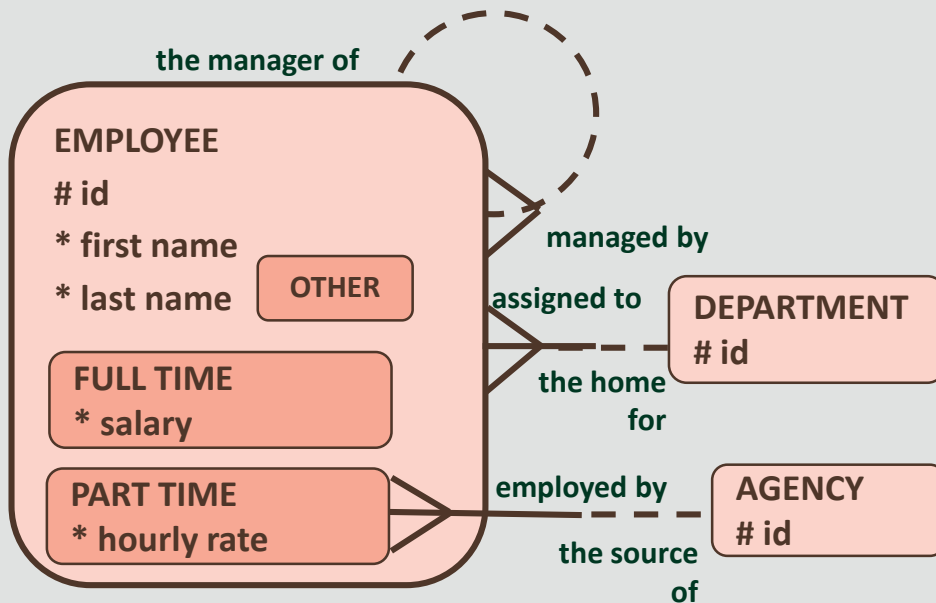 the manager of
EMPLOYEE
# id
* first name
* last name
OTHER
FULL TIME
* salary
PART TIME
* hourly rate
managed by
assigned to
the home
for
DEPARTMENT
# id
employed by
the source
of
AGENCY
# id